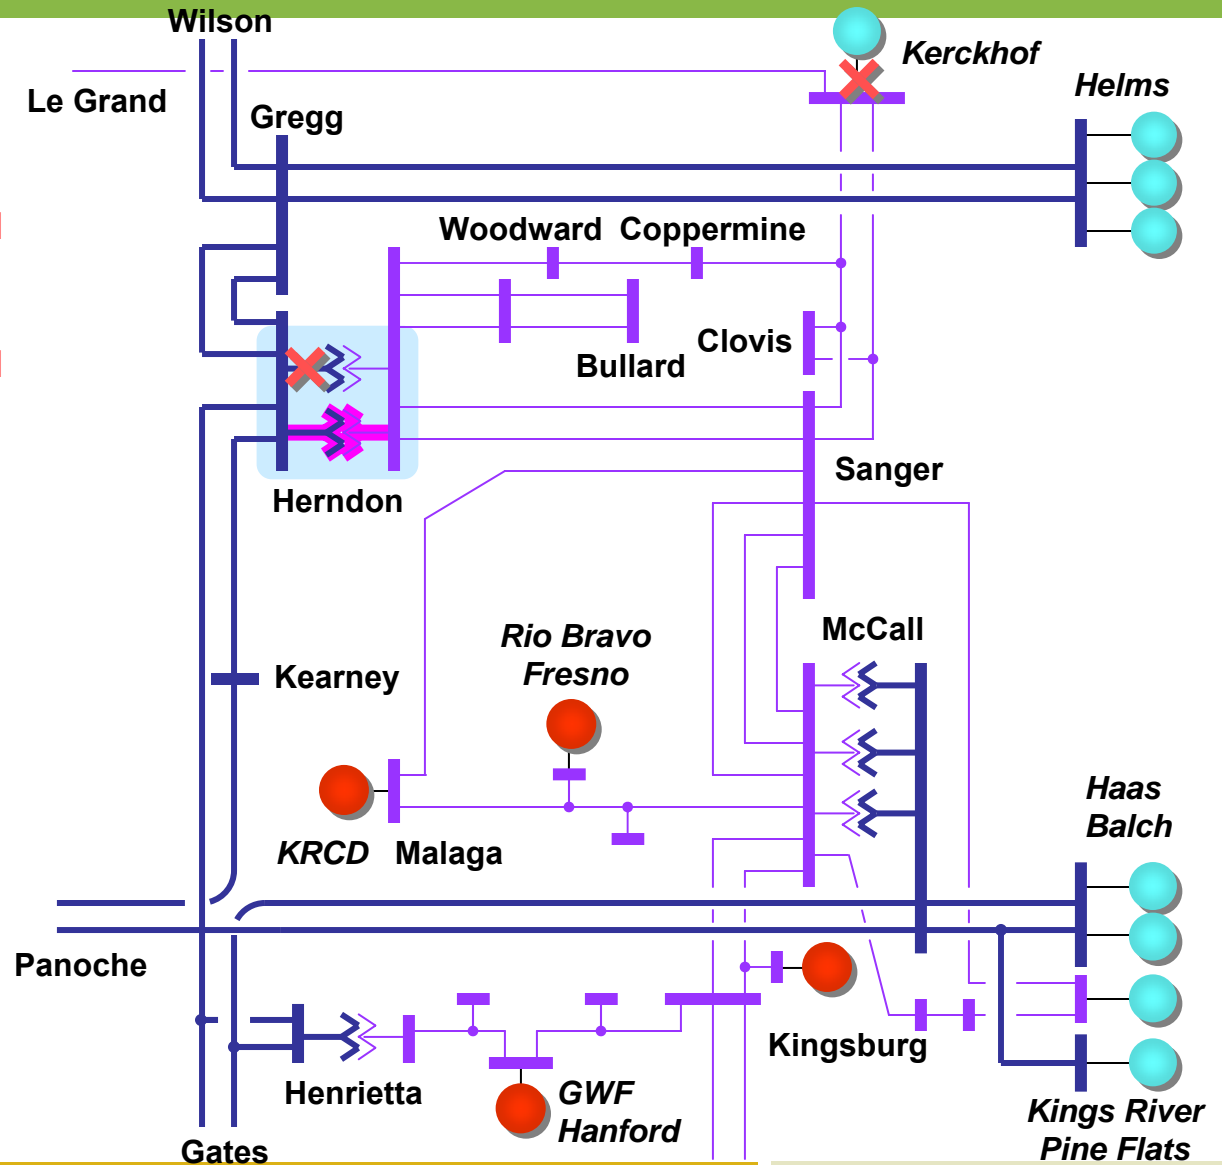 Wilson
Kerckhof
Le Grand
Helms
Gregg
Woodward
Coppermine
Clovis
Bullard
Sanger
Herndon
McCall
Rio Bravo
Fresno
Kearney
Haas
Balch
KRCD
Malaga
Panoche
Kingsburg
Henrietta
GWF
Hanford
Kings River
Pine Flats
Gates